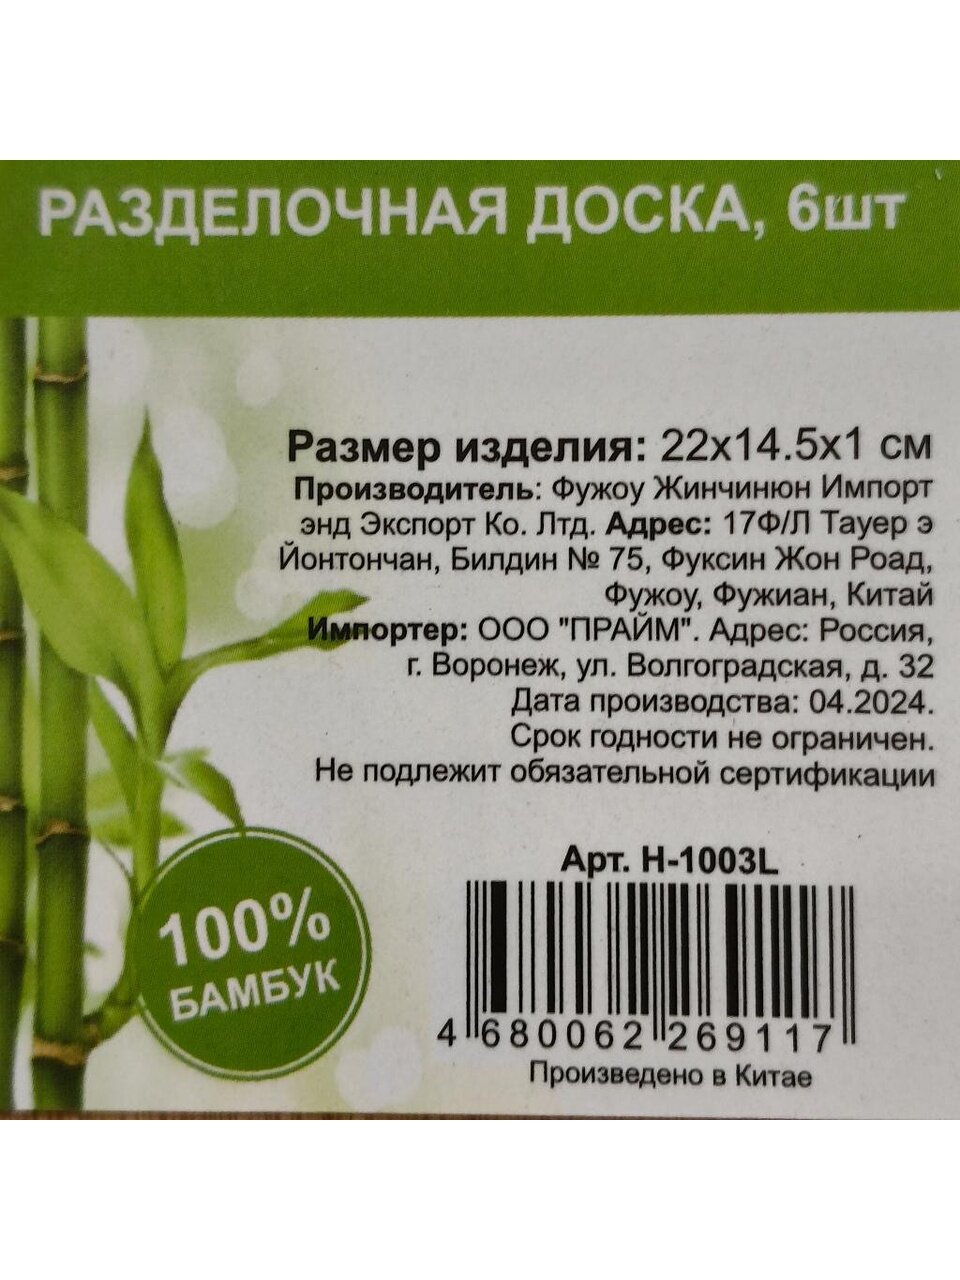 РАЗДЕЛОЧНАЯ ДОСКА, 6шт
Размер изделия: 22х14.5х1 см
Производитель: Фужоу Жинчинюн Импорт
энд Экспорт Ко. Лтд. Адрес: 17Ф/Л Тауер э
Йонтончан, Билдин № 75, Фуксин Жон Роад,
Фужоу, Фужиан, Китай
Импортер: ООО "ПРАЙМ". Адрес: Россия,
г. Воронеж, ул. Волгоградская, д. 32
Дата производства: 04.2024.
Срок годности не ограничен.
Не подлежит обязательной сертификации
100%
БАМБУК
Арт. H-1003L
4 680062 269117
Произведено в Китае